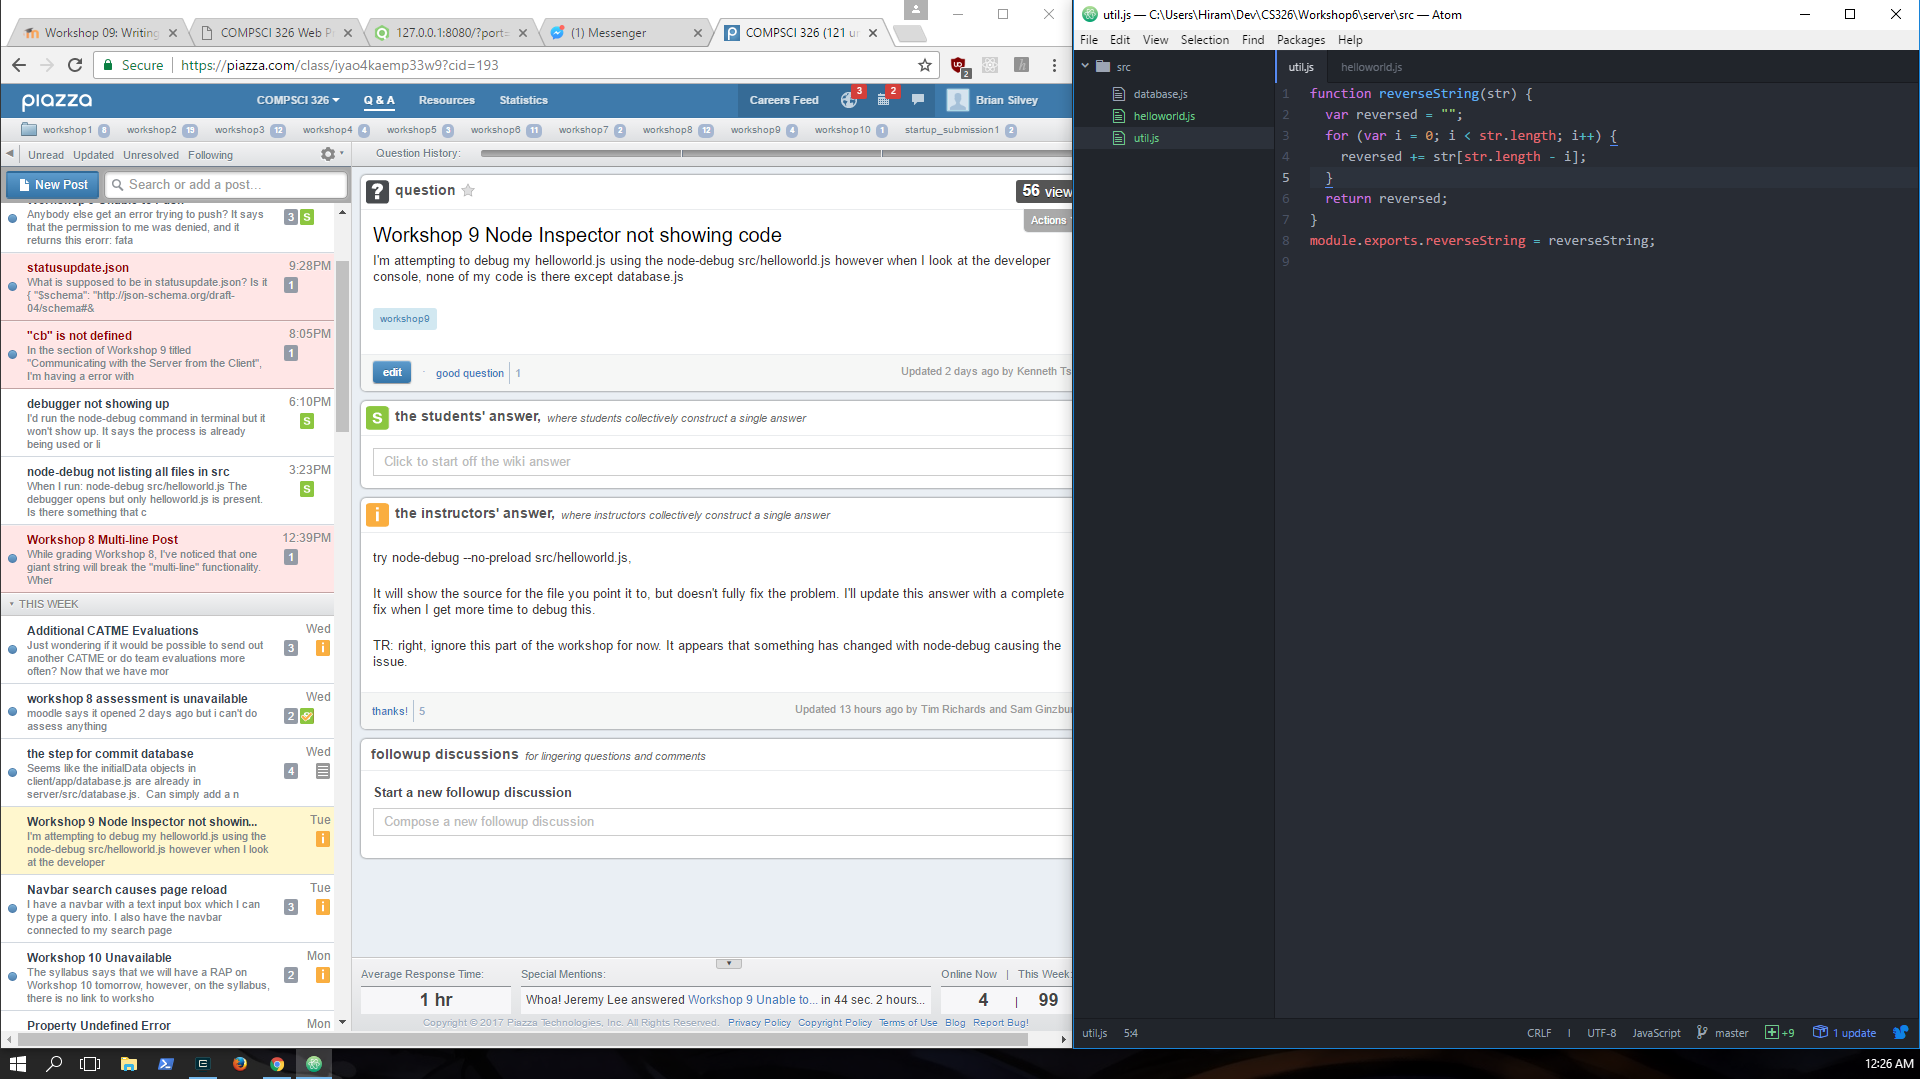 Workshop 09: Writing
COMPSCI 326 Web P
127.0.0.1:8080/?port=
(1) Messenger
COMPSCI 326 (121 ur
Secure
https://piazza.com/class/iyao4kaemp33w9?cid=193
2
piazza
COMPSCI 326
Q & A
Resources
Statistics
Careers Feed
3
2
Brian Silvey
workshop1 8
workshop2 15
workshop3 12
workshop4 4
workshop5 3
workshop6 11
workshop7 2
workshop8 12
workshop9 4
workshop10 1
startup_submission1 2
Unread Updated Unresolved Following
Question History:
New Post
Search or add a post...
Anybody else get an error trying to push? It says
that the permission to me was denied, and it
returns this erorr: fata
3 S
statusupdate.json 9:28PM
What is supposed to be in statusupdate.json? Is it
{ "$schema": "http://json-schema.org/draft-
04/schema#&
1
"cb" is not defined 8:05PM
In the section of Workshop 9 titled
"Communicating with the Server from the Client",
I'm having a error with
1
debugger not showing up 6:10PM
I'd run the node-debug command in terminal but it
won't show up. It says the process is already
being used or li
S
node-debug not listing all files in src 3:23PM
When I run: node-debug src/helloworld.js The
debugger opens but only helloworld.js is present.
Is there something that c
S
Workshop 8 Multi-line Post 12:39PM
While grading Workshop 8, I've noticed that one
giant string will break the "multi-line" functionality.
Wher
1
THIS WEEK
Additional CATME Evaluations Wed
Just wondering if it would be possible to send out
another CATME or do team evaluations more
often? Now that we have mor
3 i
workshop 8 assessment is unavailable Wed
moodle says it opened 2 days ago but i can't do
assess anything
2
the step for commit database Wed
Seems like the initialData objects in
client/app/database.js are already in
server/src/database.js. Can simply add a n
4
Workshop 9 Node Inspector not showin... Tue
I'm attempting to debug my helloworld.js using the
node-debug src/helloworld.js however when I look
at the developer
i
Navbar search causes page reload Tue
I have a navbar with a text input box which I can
type a query into. I also have the navbar
connected to my search page
3 i
Workshop 10 Unavailable Mon
The syllabus says that we will have a RAP on
Workshop 10 tomorrow, however, on the syllabus,
there is no link to worksho
2 i
Property Undefined Error Mon
? question
56 view
Actions
Workshop 9 Node Inspector not showing code
I'm attempting to debug my helloworld.js using the node-debug src/helloworld.js however when I look at the developer
console, none of my code is there except database.js
workshop9
edit · good question 1
Updated 2 days ago by Kenneth Ts
S the students' answer, where students collectively construct a single answer
Click to start off the wiki answer
i the instructors' answer, where instructors collectively construct a single answer
try node-debug --no-preload src/helloworld.js,
It will show the source for the file you point it to, but doesn't fully fix the problem. I'll update this answer with a complete
fix when I get more time to debug this.
TR: right, ignore this part of the workshop for now. It appears that something has changed with node-debug causing the
issue.
thanks! 5
Updated 13 hours ago by Tim Richards and Sam Ginzbur
followup discussions for lingering questions and comments
Start a new followup discussion
Compose a new followup discussion
Average Response Time:
1 hr
Special Mentions:
Whoa! Jeremy Lee answered Workshop 9 Unable to... in 44 sec. 2 hours...
Online Now | This Week:
4 | 99
Copyright © 2017 Piazza Technologies, Inc. All Rights Reserved. Privacy Policy Copyright Policy Terms of Use Blog Report Bug!
util.js — C:\Users\Hiram\Dev\CS326\Workshop6\server\src — Atom
File Edit View Selection Find Packages Help
src
database.js
helloworld.js
util.js
util.js
helloworld.js
1 function reverseString(str) {
2 var reversed = "";
3 for (var i = 0; i < str.length; i++) {
4 reversed += str[str.length - i];
5 }
6 return reversed;
7 }
8 module.exports.reverseString = reverseString;
9
util.js 5:4
CRLF
UTF-8
JavaScript
master
+9
1 update
12:26 AM